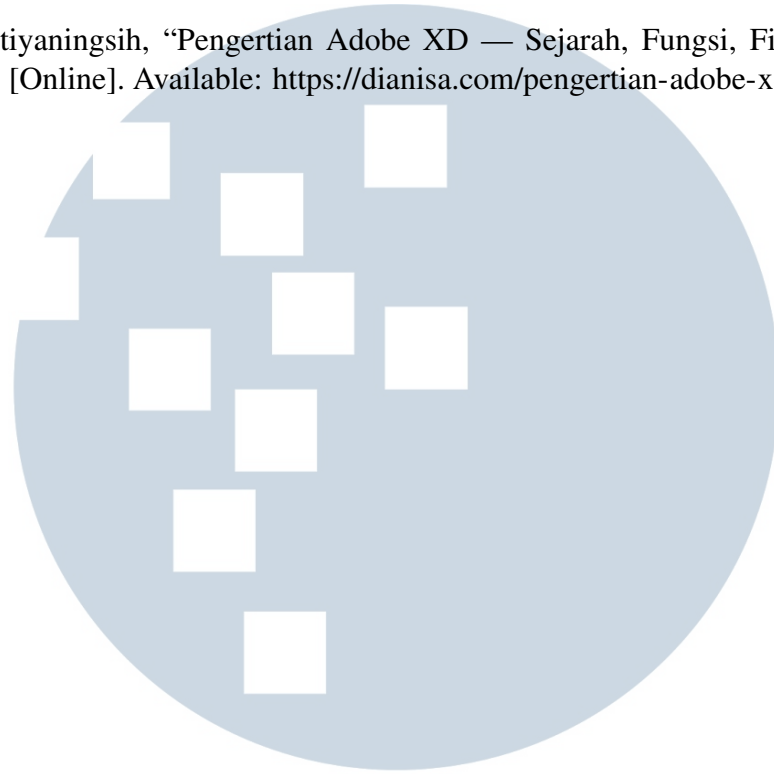 tiyaningsih, “Pengertian Adobe XD — Sejarah, Fungsi, Fi
[Online]. Available: https://dianisa.com/pengertian-adobe-x